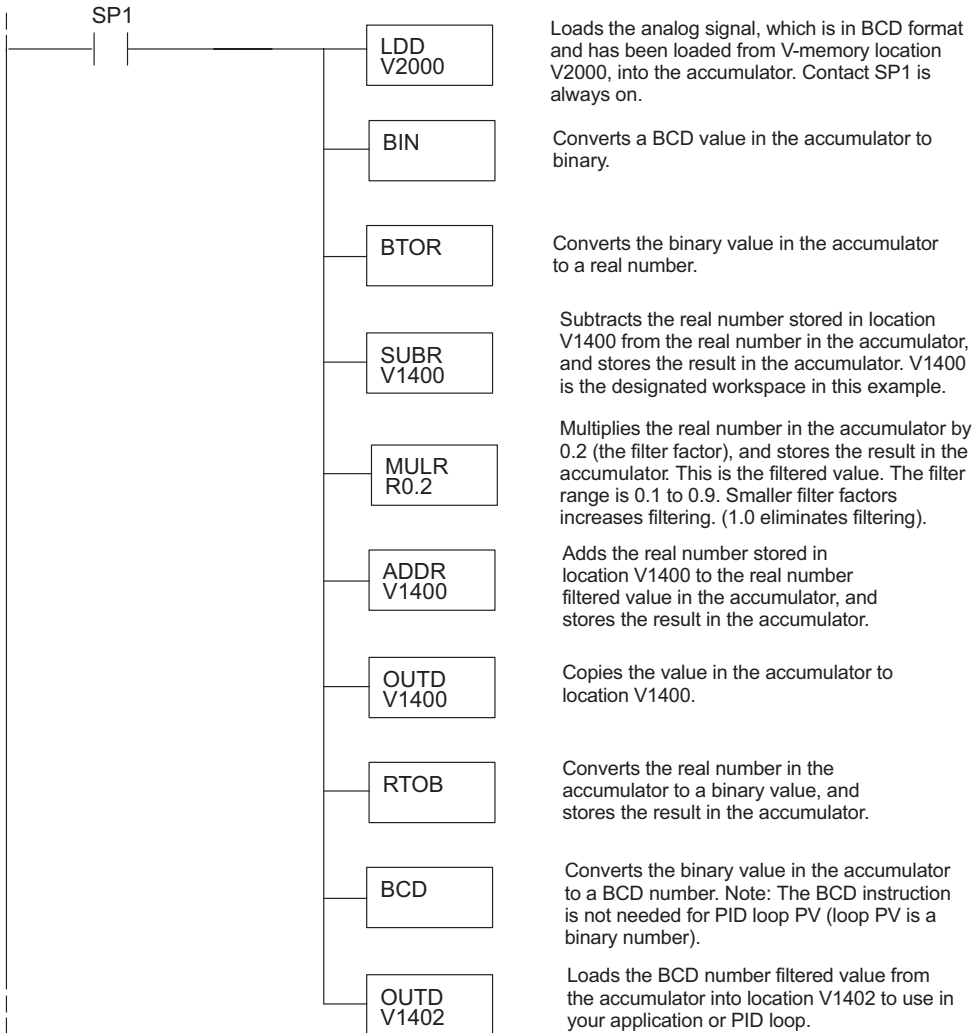 SP1
LDD
V2000
Loads the analog signal, which is in BCD format
and has been loaded from V-memory location
V2000, into the accumulator. Contact SP1 is
always on.
BIN
Converts a BCD value in the accumulator to
binary.
BTOR
Converts the binary value in the accumulator
to a real number.
SUBR
V1400
Subtracts the real number stored in location
V1400 from the real number in the accumulator,
and stores the result in the accumulator. V1400
is the designated workspace in this example.
MULR
R0.2
Multiplies the real number in the accumulator by
0.2 (the filter factor), and stores the result in the
accumulator. This is the filtered value. The filter
range is 0.1 to 0.9. Smaller filter factors
increases filtering. (1.0 eliminates filtering).
ADDR
V1400
Adds the real number stored in
location V1400 to the real number
filtered value in the accumulator, and
stores the result in the accumulator.
OUTD
V1400
Copies the value in the accumulator to
location V1400.
RTOB
Converts the real number in the
accumulator to a binary value, and
stores the result in the accumulator.
BCD
Converts the binary value in the accumulator
to a BCD number. Note: The BCD instruction
is not needed for PID loop PV (loop PV is a
binary number).
OUTD
V1402
Loads the BCD number filtered value from
the accumulator into location V1402 to use in
your application or PID loop.